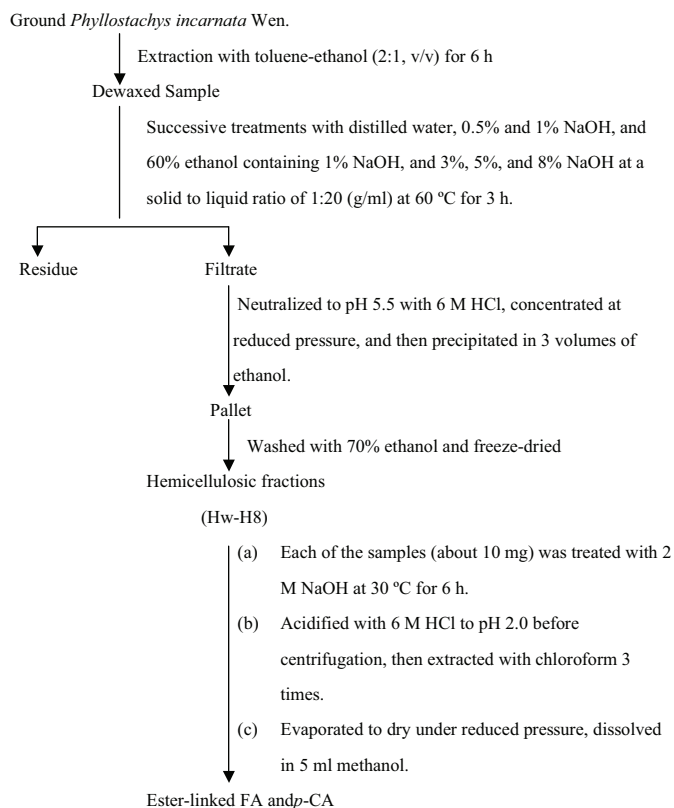 Ground Phyllostachys incarnata Wen.
Extraction with toluene-ethanol (2:1, v/v) for 6 h
Dewaxed Sample
Successive treatments with distilled water, 0.5% and 1% NaOH, and
60% ethanol containing 1% NaOH, and 3%, 5%, and 8% NaOH at a
solid to liquid ratio of 1:20 (g/ml) at 60 ºC for 3 h.
Residue
Filtrate
Neutralized to pH 5.5 with 6 M HCl, concentrated at
reduced pressure, and then precipitated in 3 volumes of
ethanol.
Pallet
Washed with 70% ethanol and freeze-dried
Hemicellulosic fractions
(Hw-H8)
(a) Each of the samples (about 10 mg) was treated with 2
M NaOH at 30 ºC for 6 h.
(b) Acidified with 6 M HCl to pH 2.0 before
centrifugation, then extracted with chloroform 3
times.
(c) Evaporated to dry under reduced pressure, dissolved
in 5 ml methanol.
Ester-linked FA andp-CA